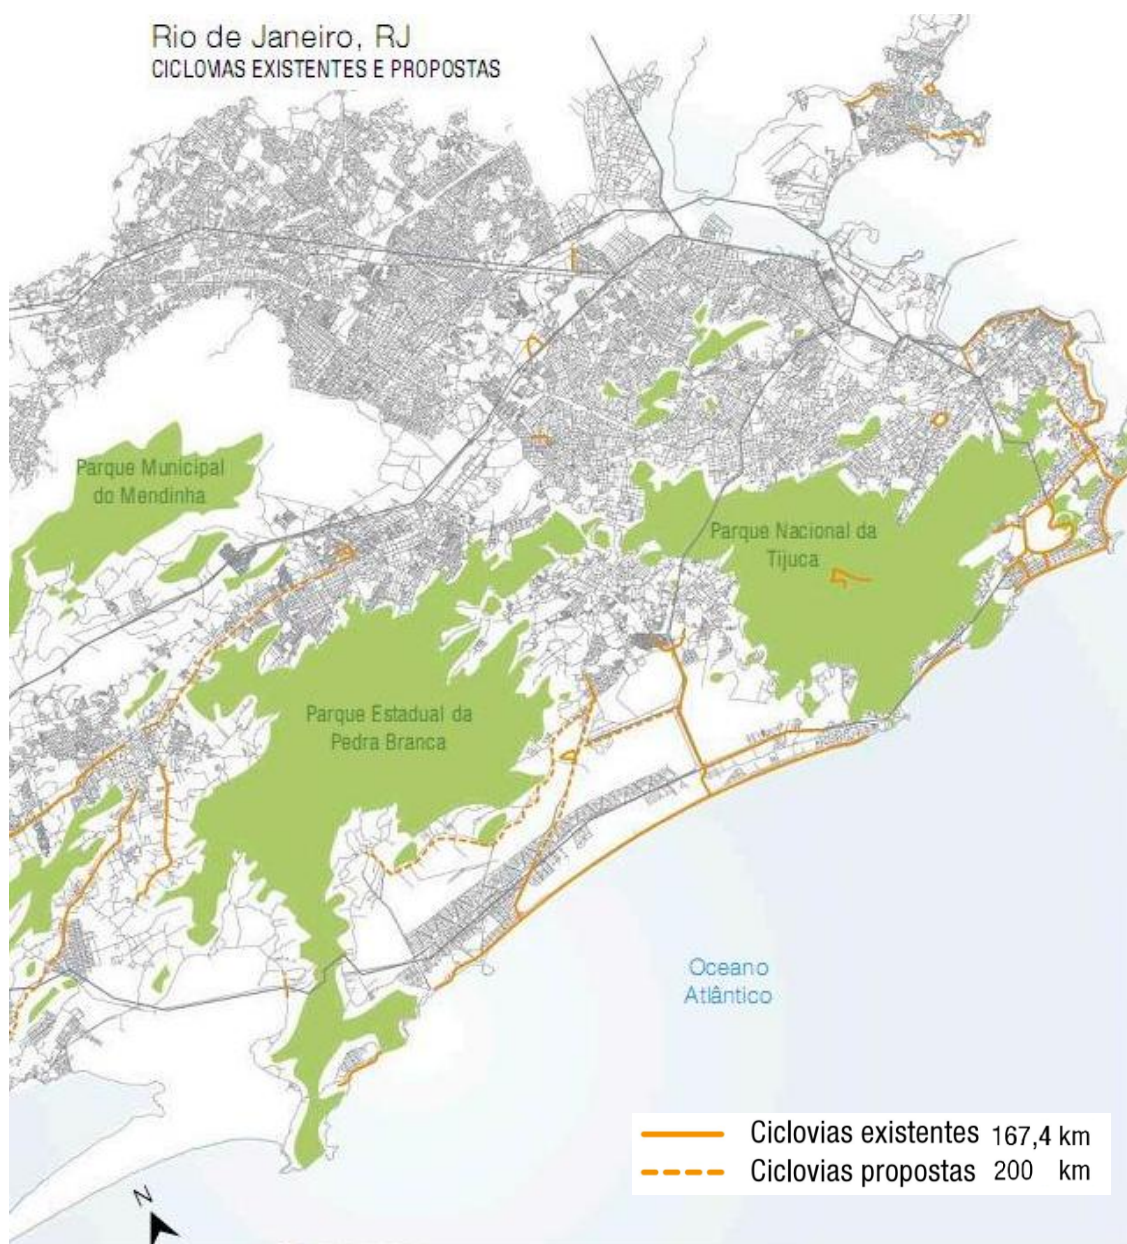 Rio de Janeiro, RJ
CICLOVIAS EXISTENTES E PROPOSTAS
Parque Municipal
do Mendinha
Parque Nacional da
Tijuca
Parque Estadual da
Pedra Branca
Oceano
Atlântico
Ciclovias existentes 167,4 km
Ciclovias propostas 200 km
N